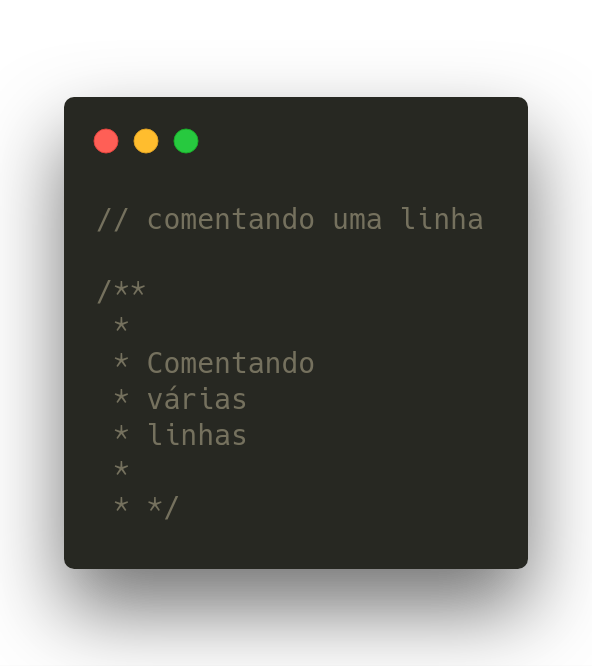 // comentando uma linha

/**
 *
 * Comentando
 * várias
 * linhas
 *
 * */